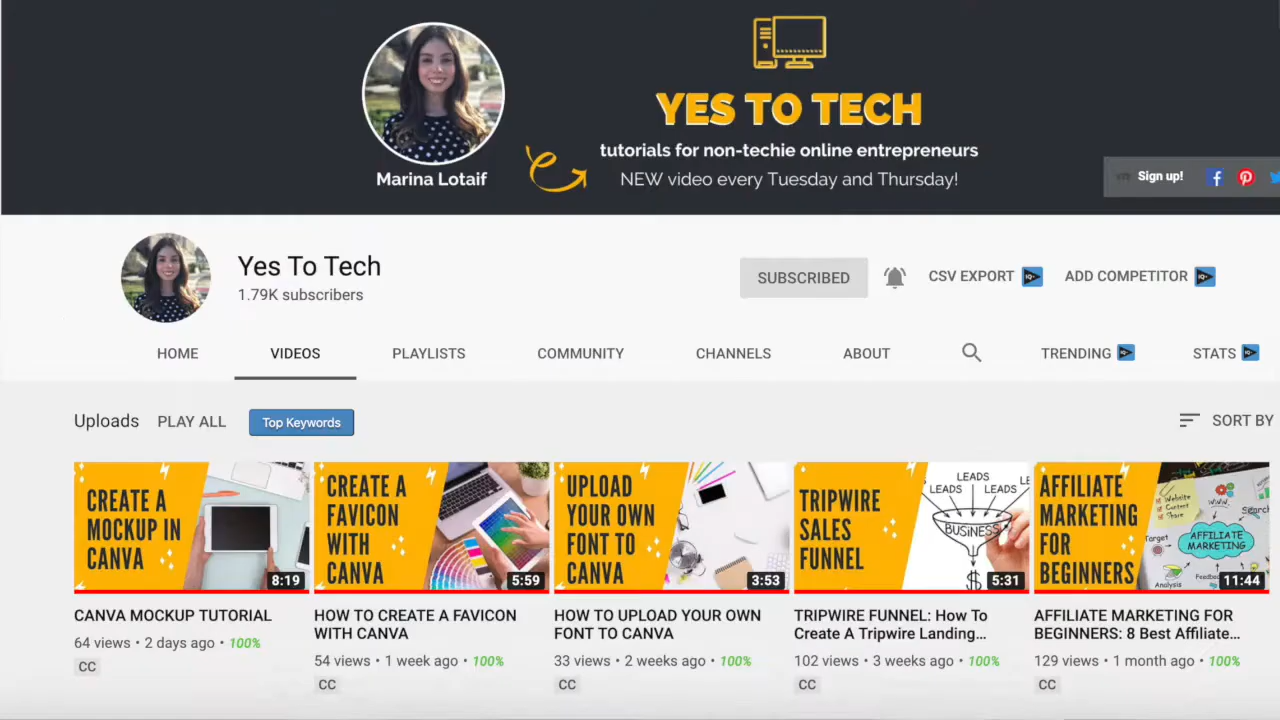 YES TO TECH
tutorials for non-techie online entrepreneurs
NEW video every Tuesday and Thursday!
Marina Lotaif
Sign up!
Yes To Tech
1.79K subscribers
SUBSCRIBED
CSV EXPORT
ADD COMPETITOR
HOME
VIDEOS
PLAYLISTS
COMMUNITY
CHANNELS
ABOUT
TRENDING
STATS
Uploads
PLAY ALL
Top Keywords
SORT BY
CREATE A
MOCKUP IN
CANVA
8:19
CANVA MOCKUP TUTORIAL
64 views • 2 days ago • 100%
CC
CREATE A
FAVICON
WITH
CANVA
5:59
HOW TO CREATE A FAVICON
WITH CANVA
54 views • 1 week ago • 100%
CC
UPLOAD
YOUR OWN
FONT TO
CANVA
3:53
HOW TO UPLOAD YOUR OWN
FONT TO CANVA
33 views • 2 weeks ago • 100%
CC
TRIPWIRE
SALES
FUNNEL
LEADS
LEADS
LEADS
BUSINESS
$
5:31
TRIPWIRE FUNNEL: How To
Create A Tripwire Landing...
102 views • 3 weeks ago • 100%
CC
AFFILIATE
MARKETING
FOR
BEGINNERS
Website
Content
Share
WWW.
Search
Target
AFFILIATE
MARKETING
Analysis
11:44
AFFILIATE MARKETING FOR
BEGINNERS: 8 Best Affiliate...
129 views • 1 month ago • 100%
CC